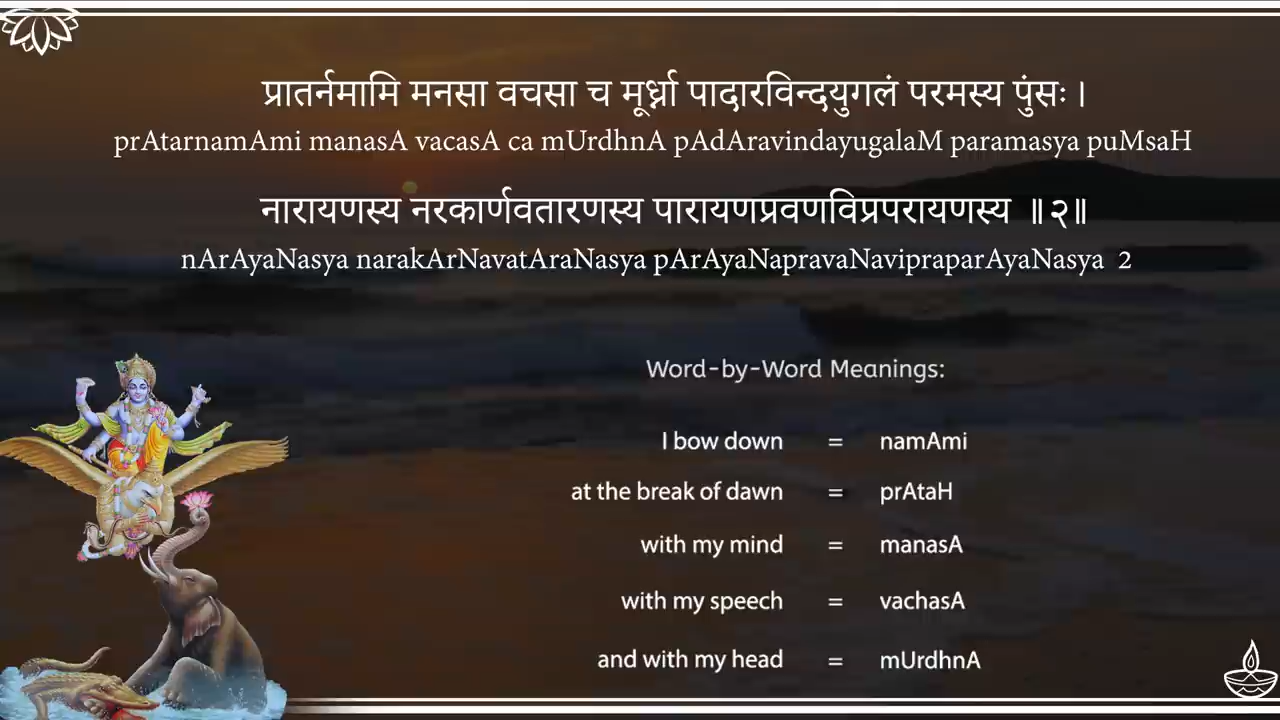 प्रातर्नमामि मनसा वचसा च मूर्ध्ना पादारविन्दयुगलं परमस्य पुंसः ।
prAtarnamAmi manasA vacasA ca mUrdhnA pAdAravindayugalaM paramasya puMsaH
नारायणस्य नरकार्णवतारणस्य पारायणप्रवणविप्रपरायणस्य ॥२॥
nArAyaNasya narakArNavatAraNasya pArAyaNapravaNavipraparAyaNasya 2
Word-by-Word Meanings:
I bow down = namAmi
at the break of dawn = prAtaH
with my mind = manasA
with my speech = vachasA
and with my head = mUrdhnA